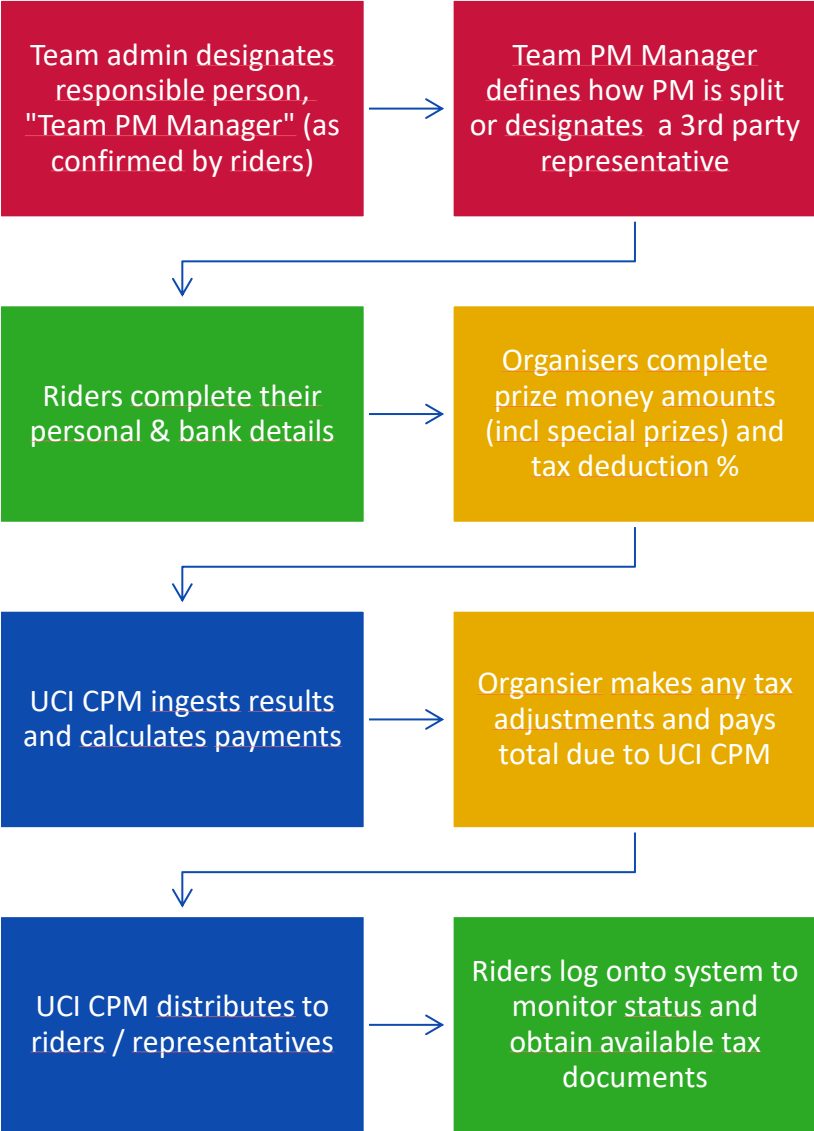 Team admin designates
responsible person,
"Team PM Manager" (as
confirmed by riders)
Team PM Manager
defines how PM is split
or designates  a 3rd party
representative
Riders complete their
personal & bank details
Organisers complete
prize money amounts
(incl special prizes) and
tax deduction %
UCI CPM ingests results
and calculates payments
Organsier makes any tax
adjustments and pays
total due to UCI CPM
UCI CPM distributes to
riders / representatives
Riders log onto system to
monitor status and
obtain available tax
documents